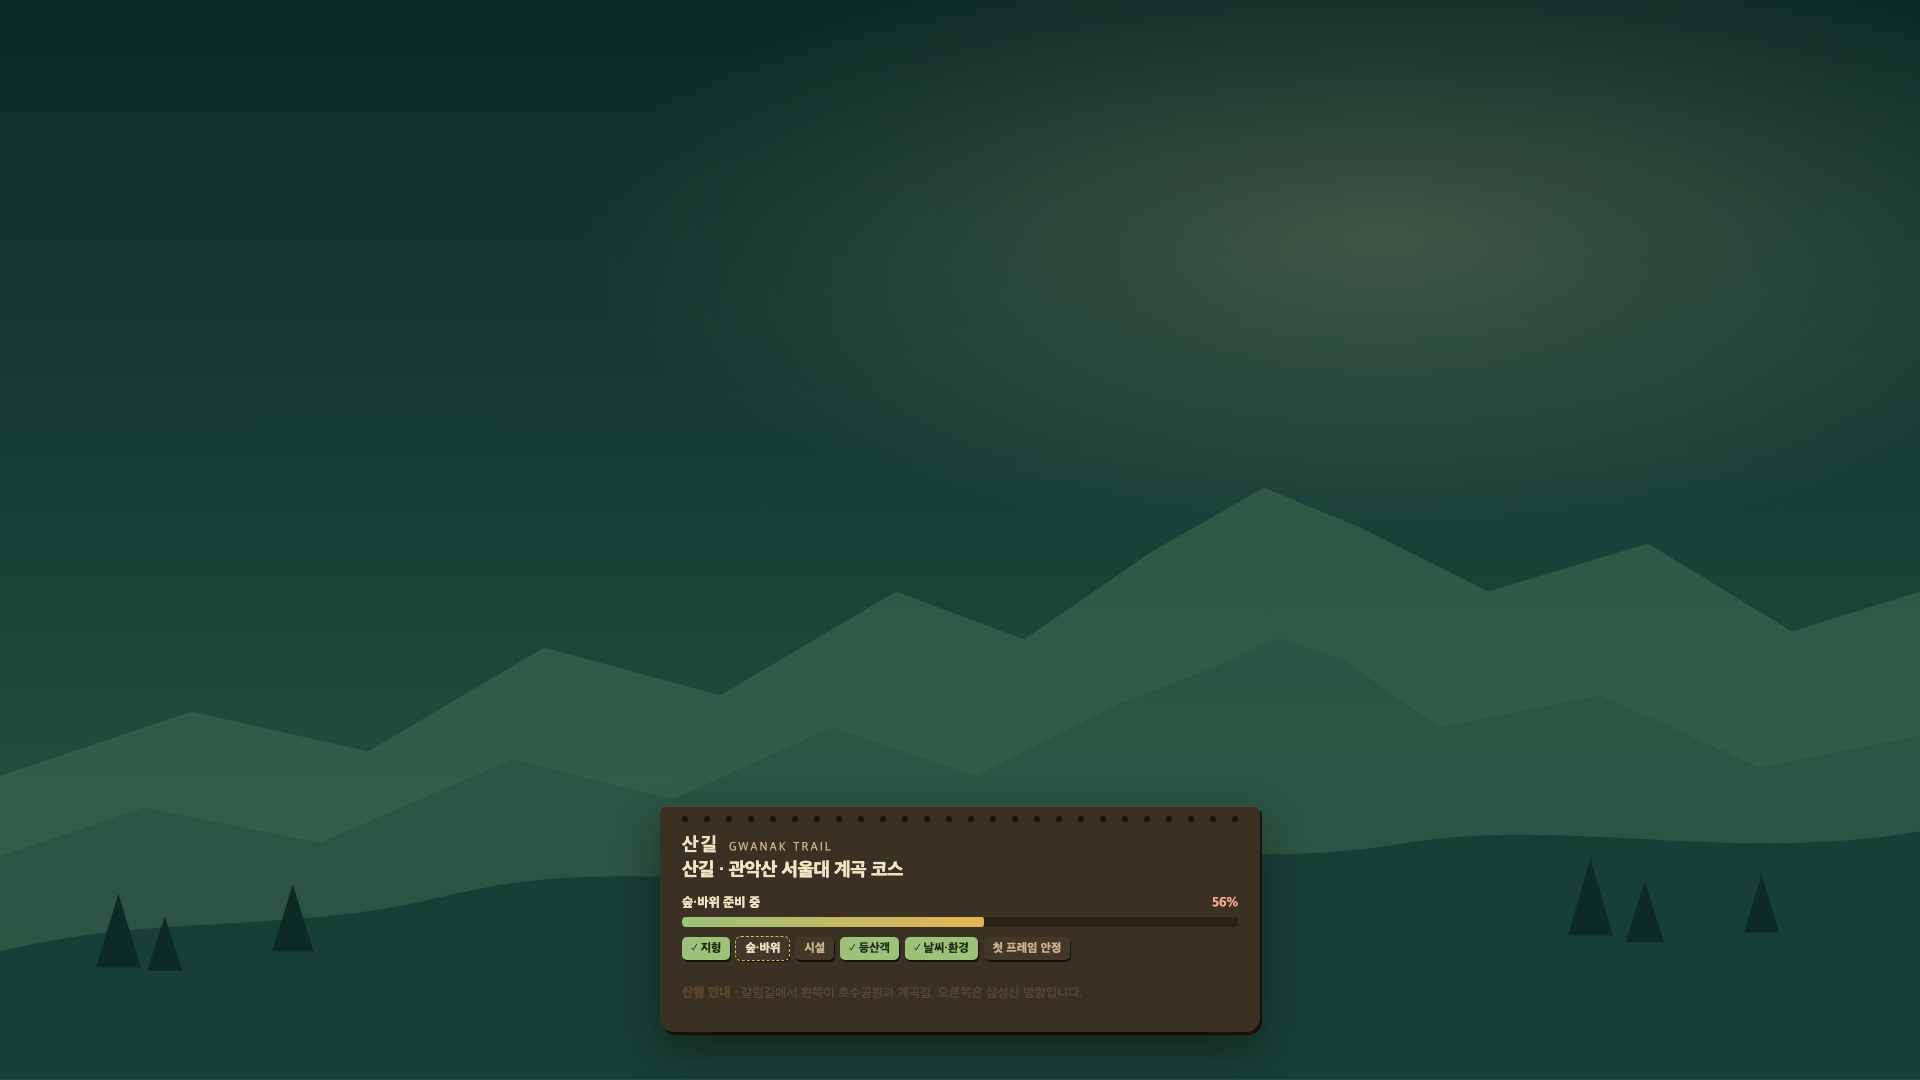 산길 GWANAK TRAIL
산길 · 관악산 서울대 계곡 코스
숲·바위 준비 중 56%
✓ 지형 숲·바위 시설 ✓ 등산객 ✓ 날씨·환경 첫 프레임 안정
산행 안내 · 갈림길에서 왼쪽이 호수공원과 계곡길, 오른쪽은 삼성산 방향입니다.